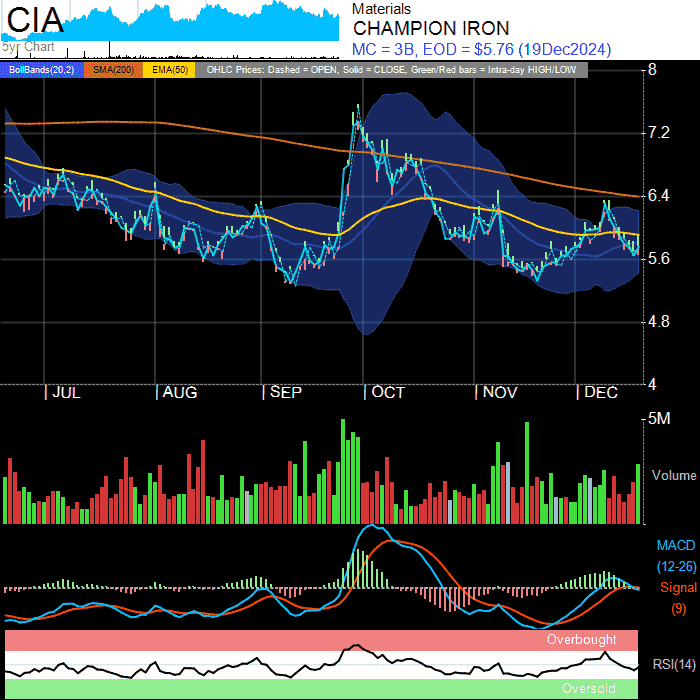 CIA
5yr Chart
Materials
CHAMPION IRON
MC = 3B, EOD = $5.76 (19Dec2024)
BollBands(20,2) SMA(200) EMA(50) OHLC Prices: Dashed = OPEN, Solid = CLOSE, Green/Red bars = Intra-day HIGH/LOW
8
7.2
6.4
5.6
4.8
4
| JUL | AUG | SEP | OCT | NOV | DEC
5M
Volume
MACD
(12-26)
Signal
(9)
Overbought
RSI(14)
Oversold